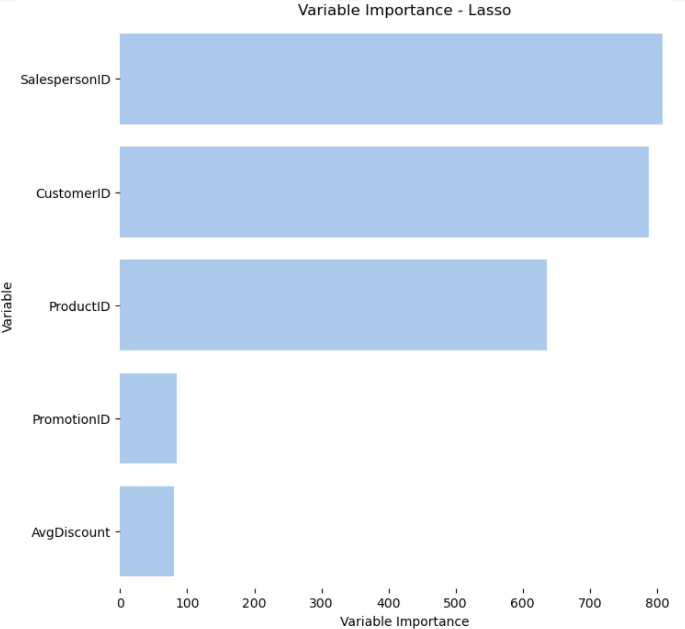 Variable Importance - Lasso
SalespersonID
CustomerID
ProductID
PromotionID
AvgDiscount
Variable
0 100 200 300 400 500 600 700 800
Variable Importance